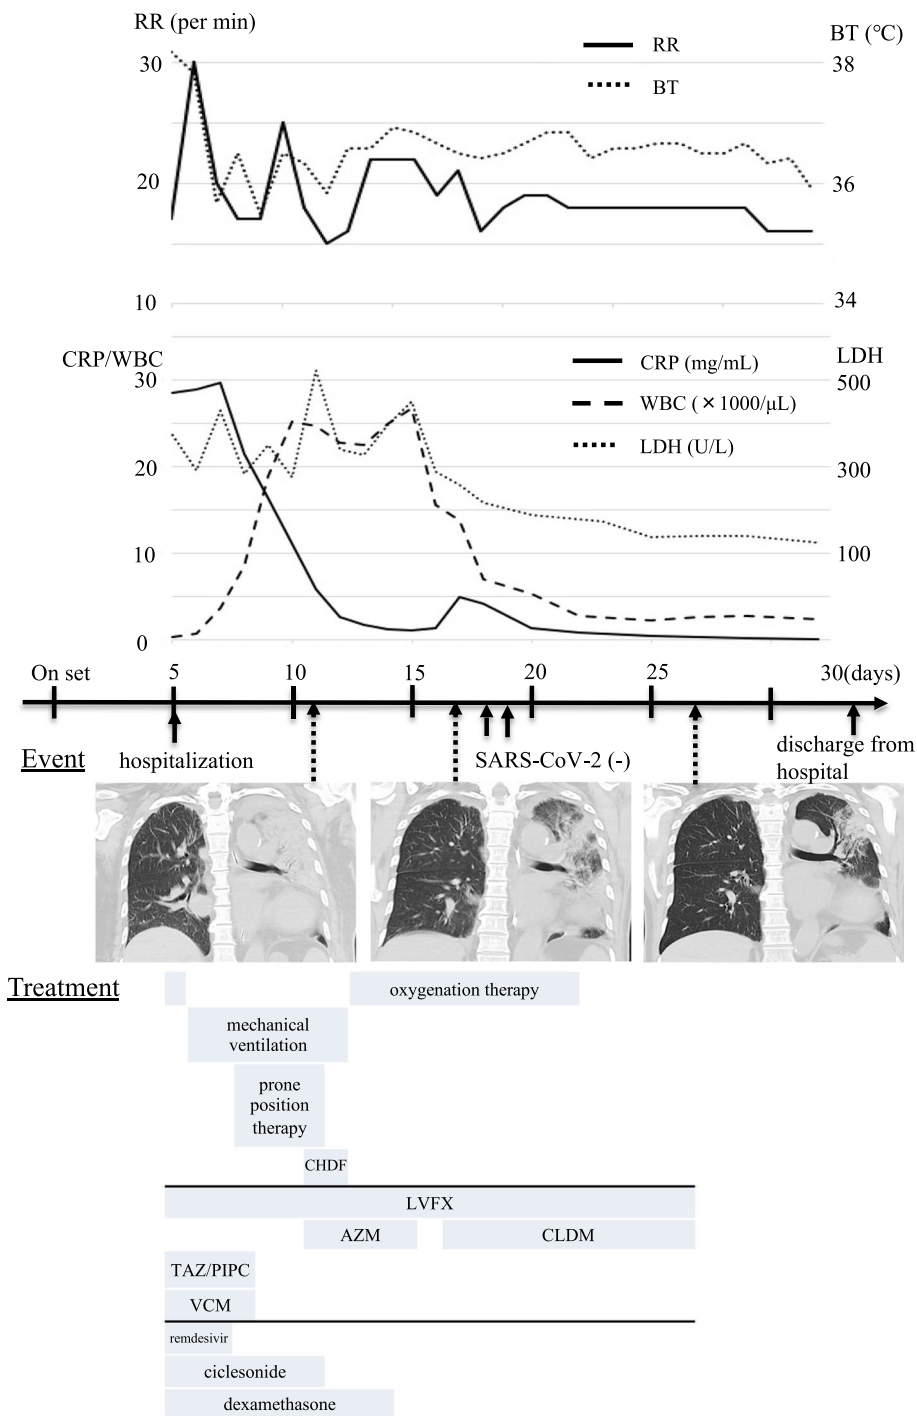 RR (per min)
BT (℃)
RR
BT
30
38
20
36
10
34
CRP/WBC
LDH
CRP (mg/mL)
WBC (×1000/μL)
LDH (U/L)
30
500
20
300
10
100
0
On set
5
10
15
20
25
30(days)
Event
hospitalization
SARS-CoV-2 (-)
discharge from
hospital
Treatment
oxygenation therapy
mechanical
ventilation
prone
position
therapy
CHDF
LVFX
AZM
CLDM
TAZ/PIPC
VCM
remdesivir
ciclesonide
dexamethasone